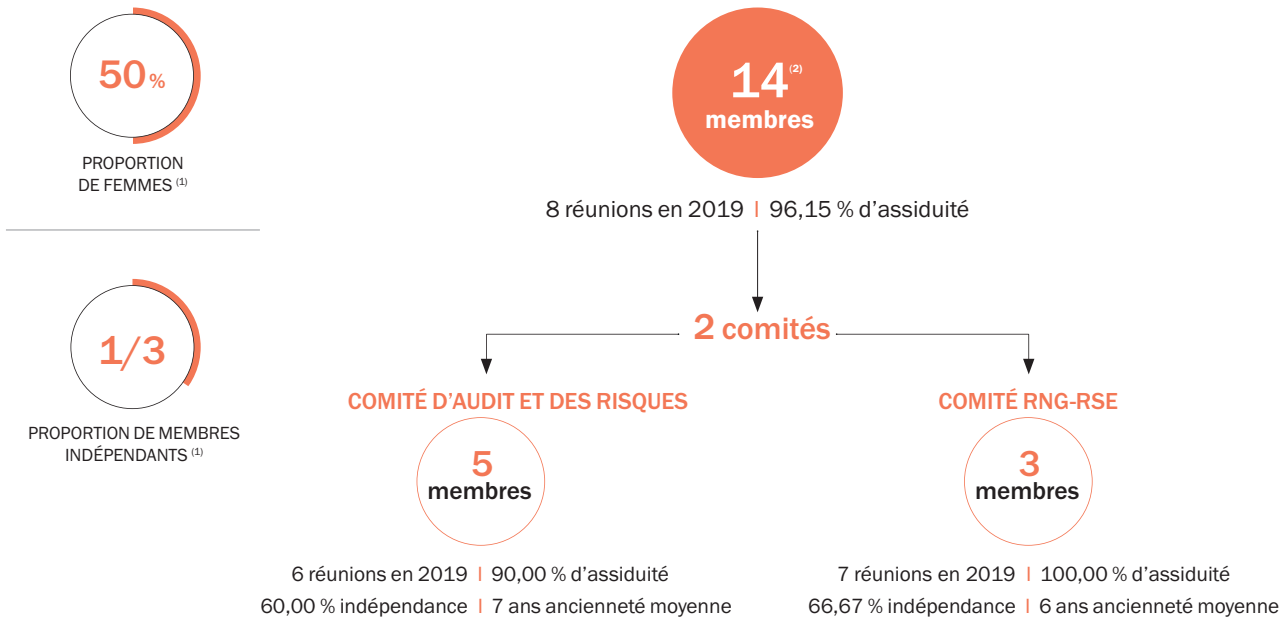 50 %
PROPORTION
DE FEMMES (1)
1/3
PROPORTION DE MEMBRES
INDÉPENDANTS (1)
14 (2)
membres
8 réunions en 2019 | 96,15 % d’assiduité
2 comités
COMITÉ D’AUDIT ET DES RISQUES
5
membres
6 réunions en 2019 | 90,00 % d’assiduité
60,00 % indépendance | 7 ans ancienneté moyenne
COMITÉ RNG-RSE
3
membres
7 réunions en 2019 | 100,00 % d’assiduité
66,67 % indépendance | 6 ans ancienneté moyenne